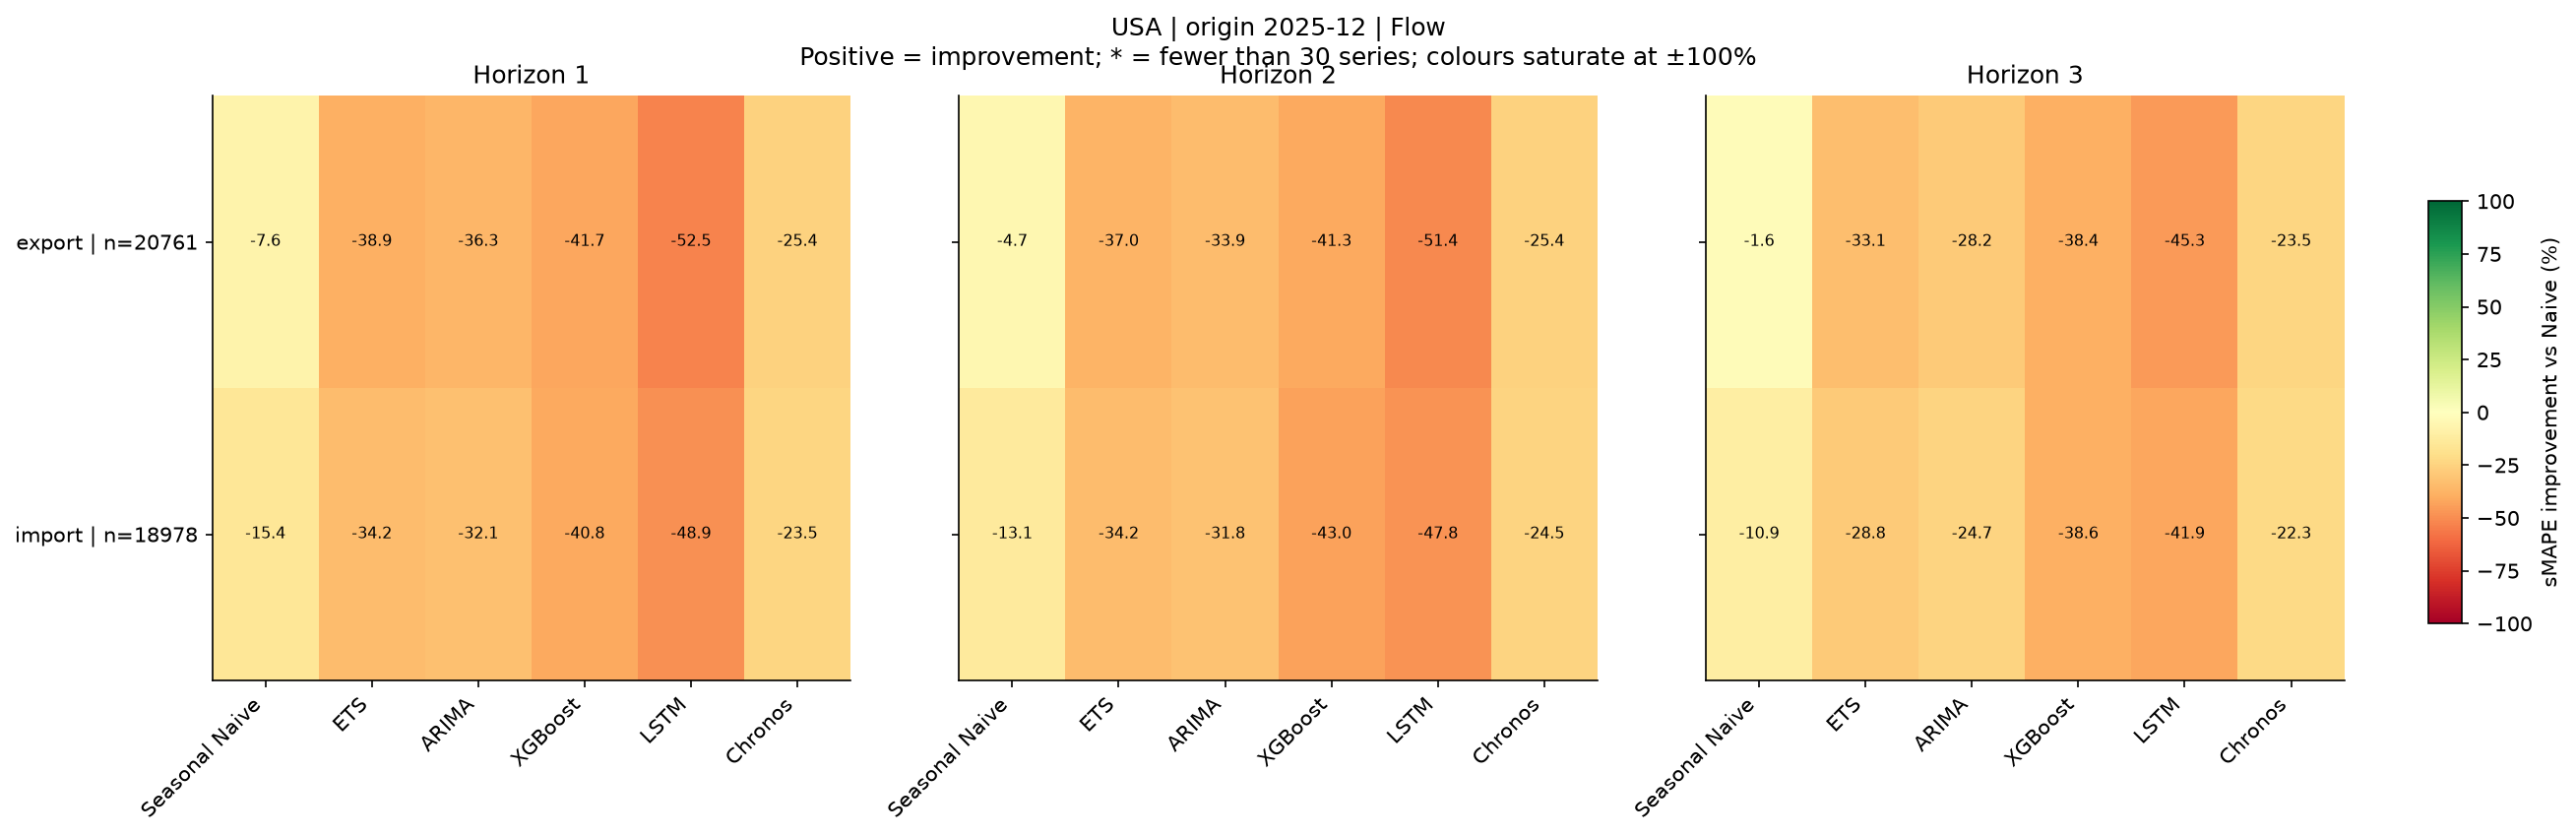 USA | origin 2025-12 | Flow
Positive = improvement; * = fewer than 30 series; colours saturate at ±100%
Horizon 1
Horizon 2
Horizon 3
export | n=20761
-7.6 -38.9 -36.3 -41.7 -52.5 -25.4
-4.7 -37.0 -33.9 -41.3 -51.4 -25.4
-1.6 -33.1 -28.2 -38.4 -45.3 -23.5
import | n=18978
-15.4 -34.2 -32.1 -40.8 -48.9 -23.5
-13.1 -34.2 -31.8 -43.0 -47.8 -24.5
-10.9 -28.8 -24.7 -38.6 -41.9 -22.3
Seasonal Naive
ETS
ARIMA
XGBoost
LSTM
Chronos
Seasonal Naive
ETS
ARIMA
XGBoost
LSTM
Chronos
Seasonal Naive
ETS
ARIMA
XGBoost
LSTM
Chronos
100
75
50
25
0
−25
−50
−75
−100
sMAPE improvement vs Naive (%)